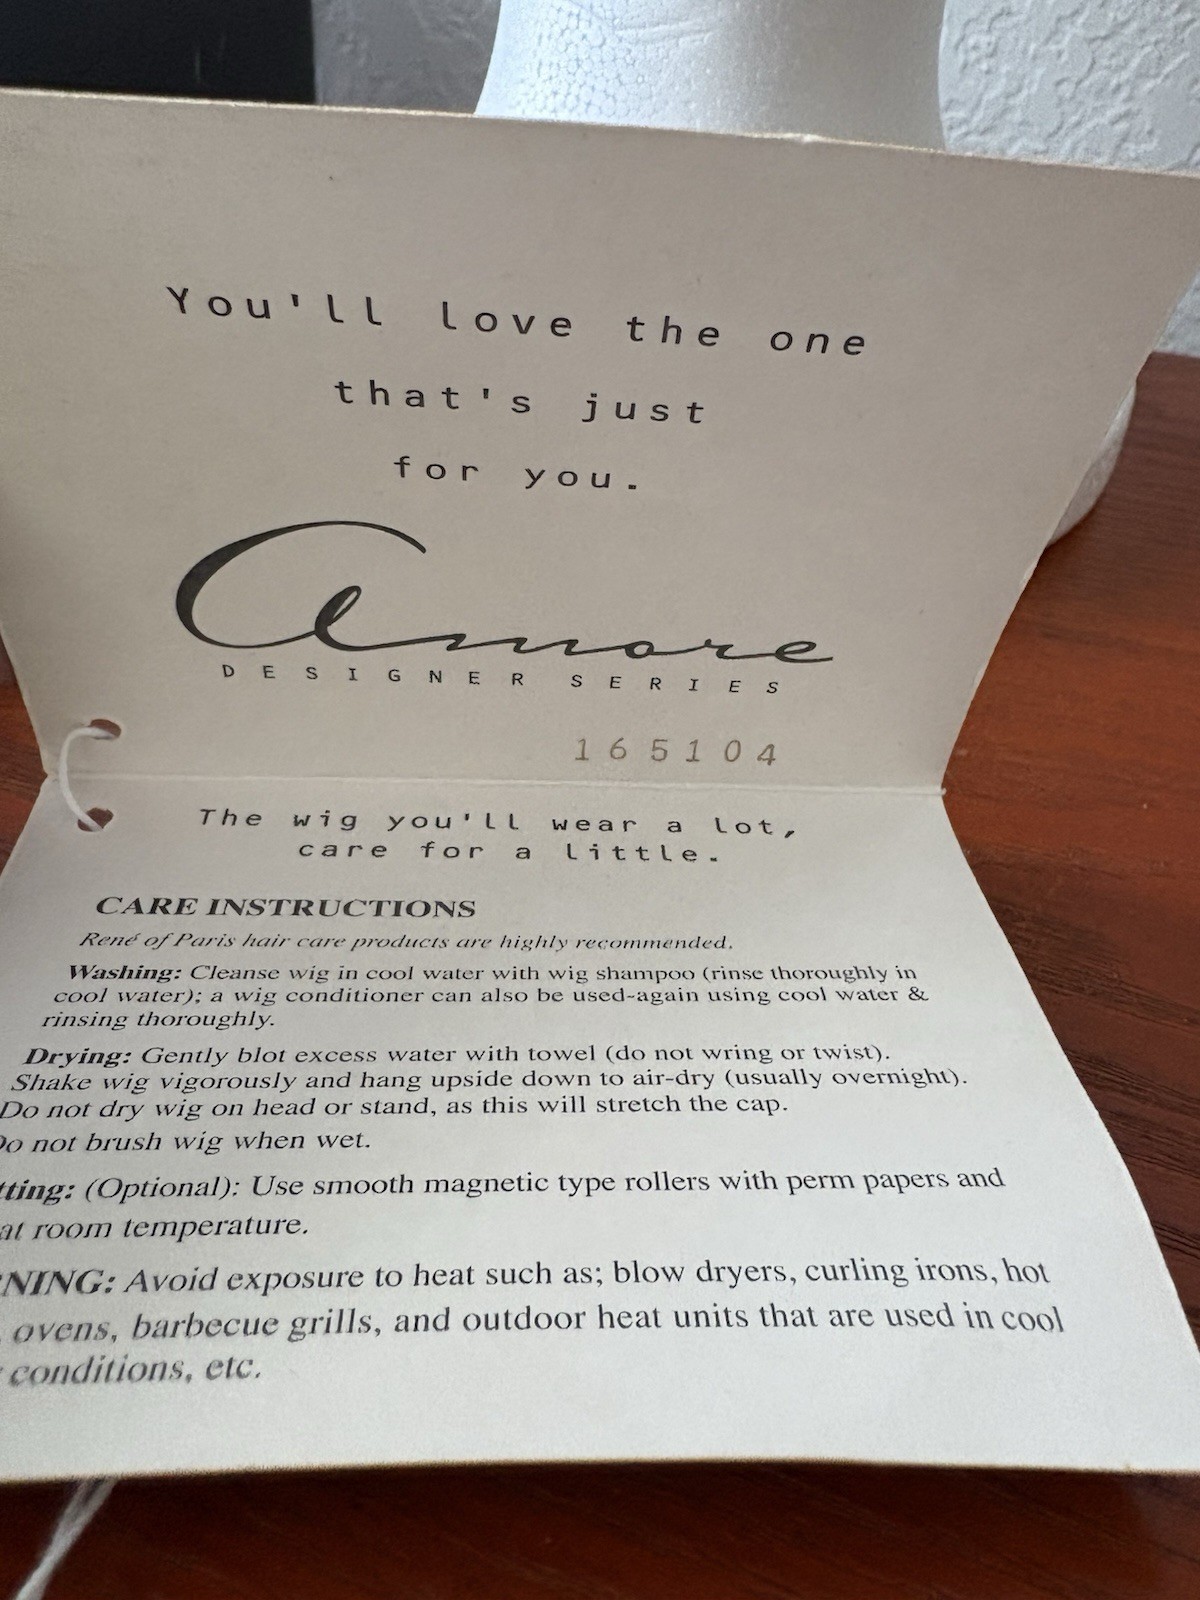 You'll love the one
that's just
for you.
Amore
DESIGNER SERIES
165104
The wig you'll wear a lot,
care for a little.
CARE INSTRUCTIONS
René of Paris hair care products are highly recommended.
Washing: Cleanse wig in cool water with wig shampoo (rinse thoroughly in
cool water); a wig conditioner can also be used-again using cool water &
rinsing thoroughly.
Drying: Gently blot excess water with towel (do not wring or twist).
Shake wig vigorously and hang upside down to air-dry (usually overnight).
Do not dry wig on head or stand, as this will stretch the cap.
Do not brush wig when wet.
tting: (Optional): Use smooth magnetic type rollers with perm papers and
at room temperature.
NING: Avoid exposure to heat such as; blow dryers, curling irons, hot
ovens, barbecue grills, and outdoor heat units that are used in cool
conditions, etc.